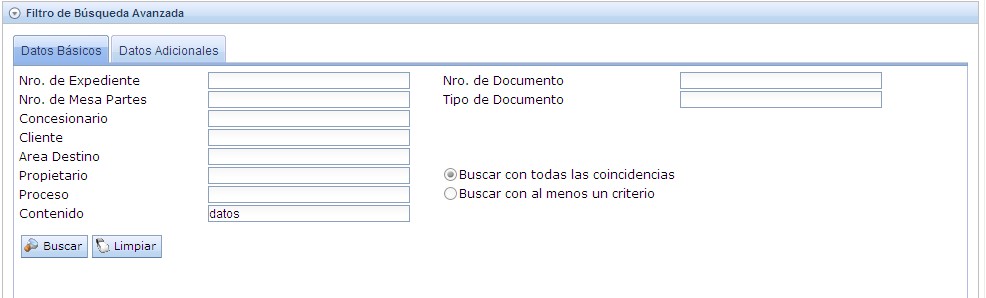 Filtro de Búsqueda Avanzada
Datos Básicos Datos Adicionales
Nro. de Expediente Nro. de Documento
Nro. de Mesa Partes Tipo de Documento
Concesionario
Cliente
Area Destino
Propietario Buscar con todas las coincidencias
Proceso Buscar con al menos un criterio
Contenido datos
Buscar Limpiar